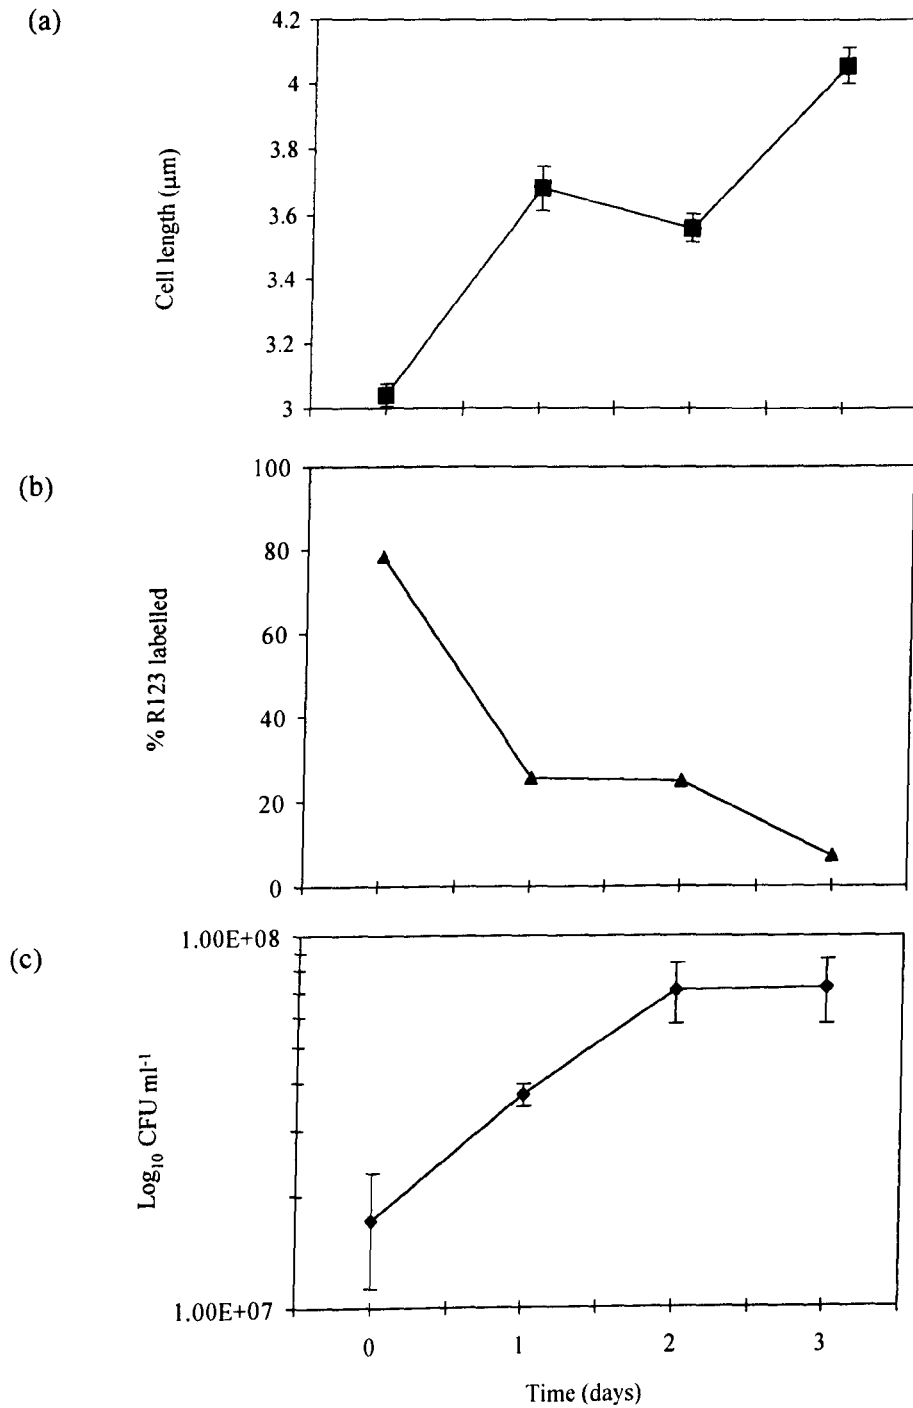 (a)
4.2
4
3.8
3.6
3.4
3.2
3
Cell length (µm)
(b)
100
80
60
40
20
0
% R123 labelled
(c)
1.00E+08
1.00E+07
Log₁₀ CFU ml⁻¹
0 1 2 3
Time (days)